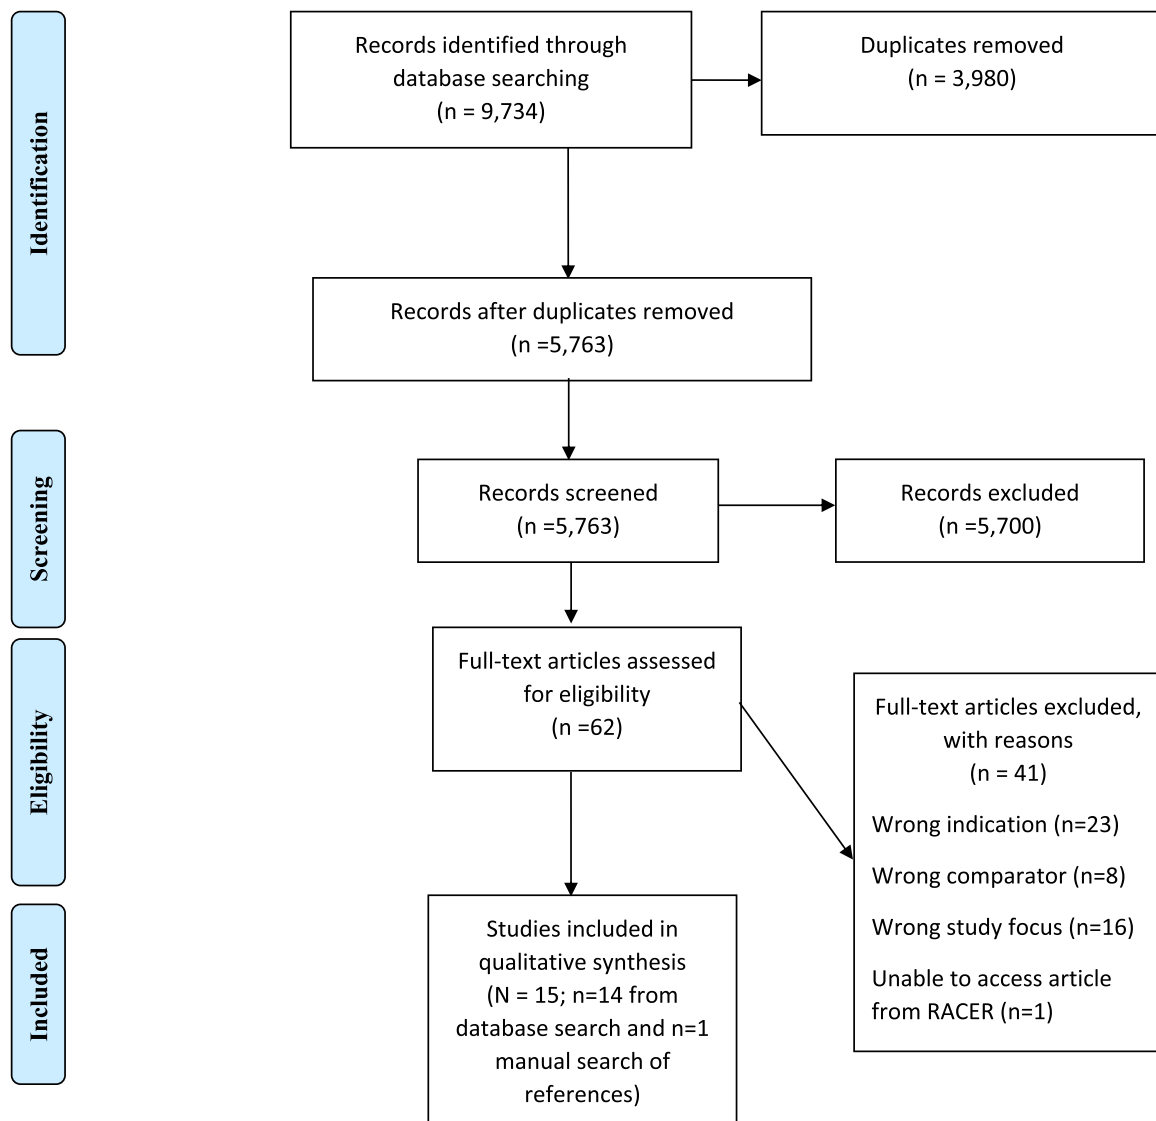 Identification
Records identified through
database searching
(n = 9,734)
Duplicates removed
(n = 3,980)
Records after duplicates removed
(n =5,763)
Screening
Records screened
(n =5,763)
Records excluded
(n =5,700)
Eligibility
Full-text articles assessed
for eligibility
(n =62)
Full-text articles excluded,
with reasons
(n = 41)
Wrong indication (n=23)
Wrong comparator (n=8)
Wrong study focus (n=16)
Unable to access article
from RACER (n=1)
Included
Studies included in
qualitative synthesis
(N = 15; n=14 from
database search and n=1
manual search of
references)